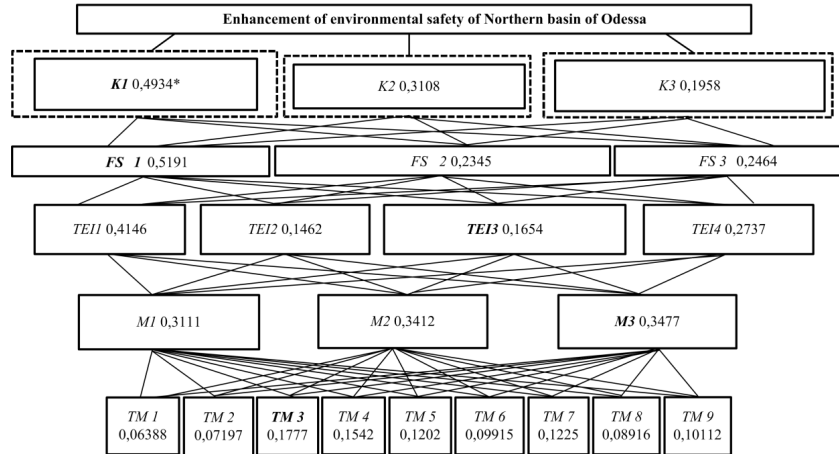 Enhancement of environmental safety of Northern basin of Odessa
K1 0,4934*
K2 0,3108
K3 0,1958
FS 1 0,5191
FS 2 0,2345
FS 3 0,2464
TEI1 0,4146
TEI2 0,1462
TEI3 0,1654
TEI4 0,2737
M1 0,3111
M2 0,3412
M3 0,3477
TM 1
0,06388
TM 2
0,07197
TM 3
0,1777
TM 4
0,1542
TM 5
0,1202
TM 6
0,09915
TM 7
0,1225
TM 8
0,08916
TM 9
0,10112